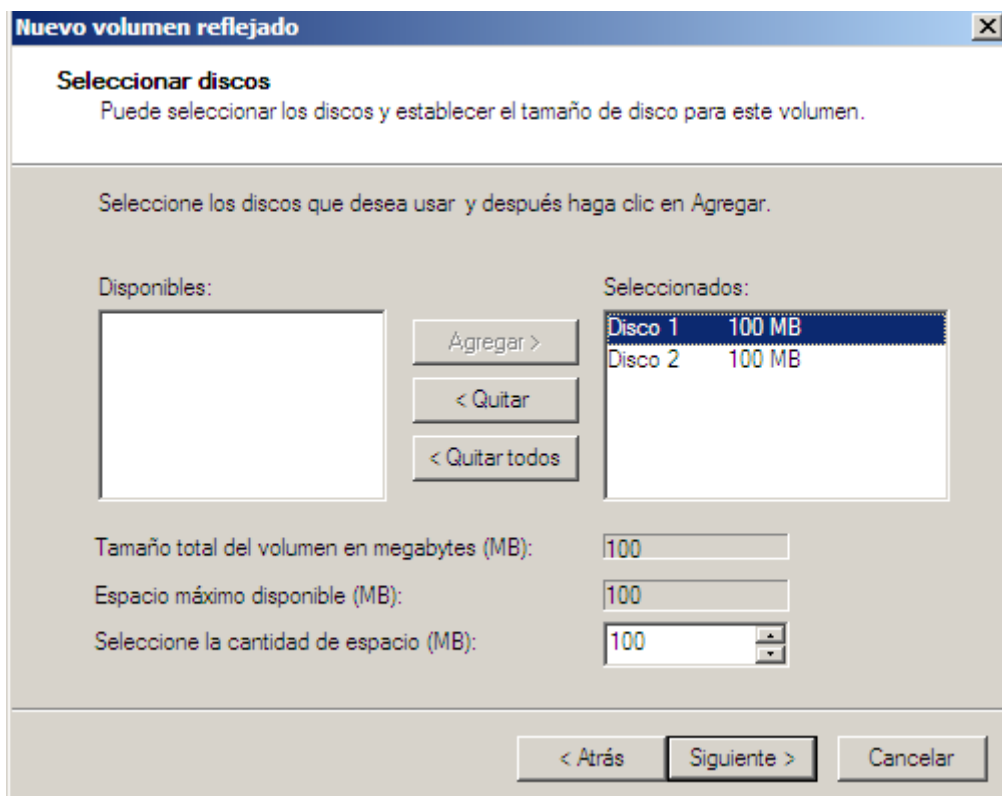 Nuevo volumen reflejado
Seleccionar discos
Puede seleccionar los discos y establecer el tamaño de disco para este volumen.
Seleccione los discos que desea usar y después haga clic en Agregar.
Disponibles:
Seleccionados:
Agregar >
< Quitar
< Quitar todos
Disco 1 100 MB
Disco 2 100 MB
Tamaño total del volumen en megabytes (MB): 100
Espacio máximo disponible (MB): 100
Seleccione la cantidad de espacio (MB): 100
< Atrás Siguiente > Cancelar